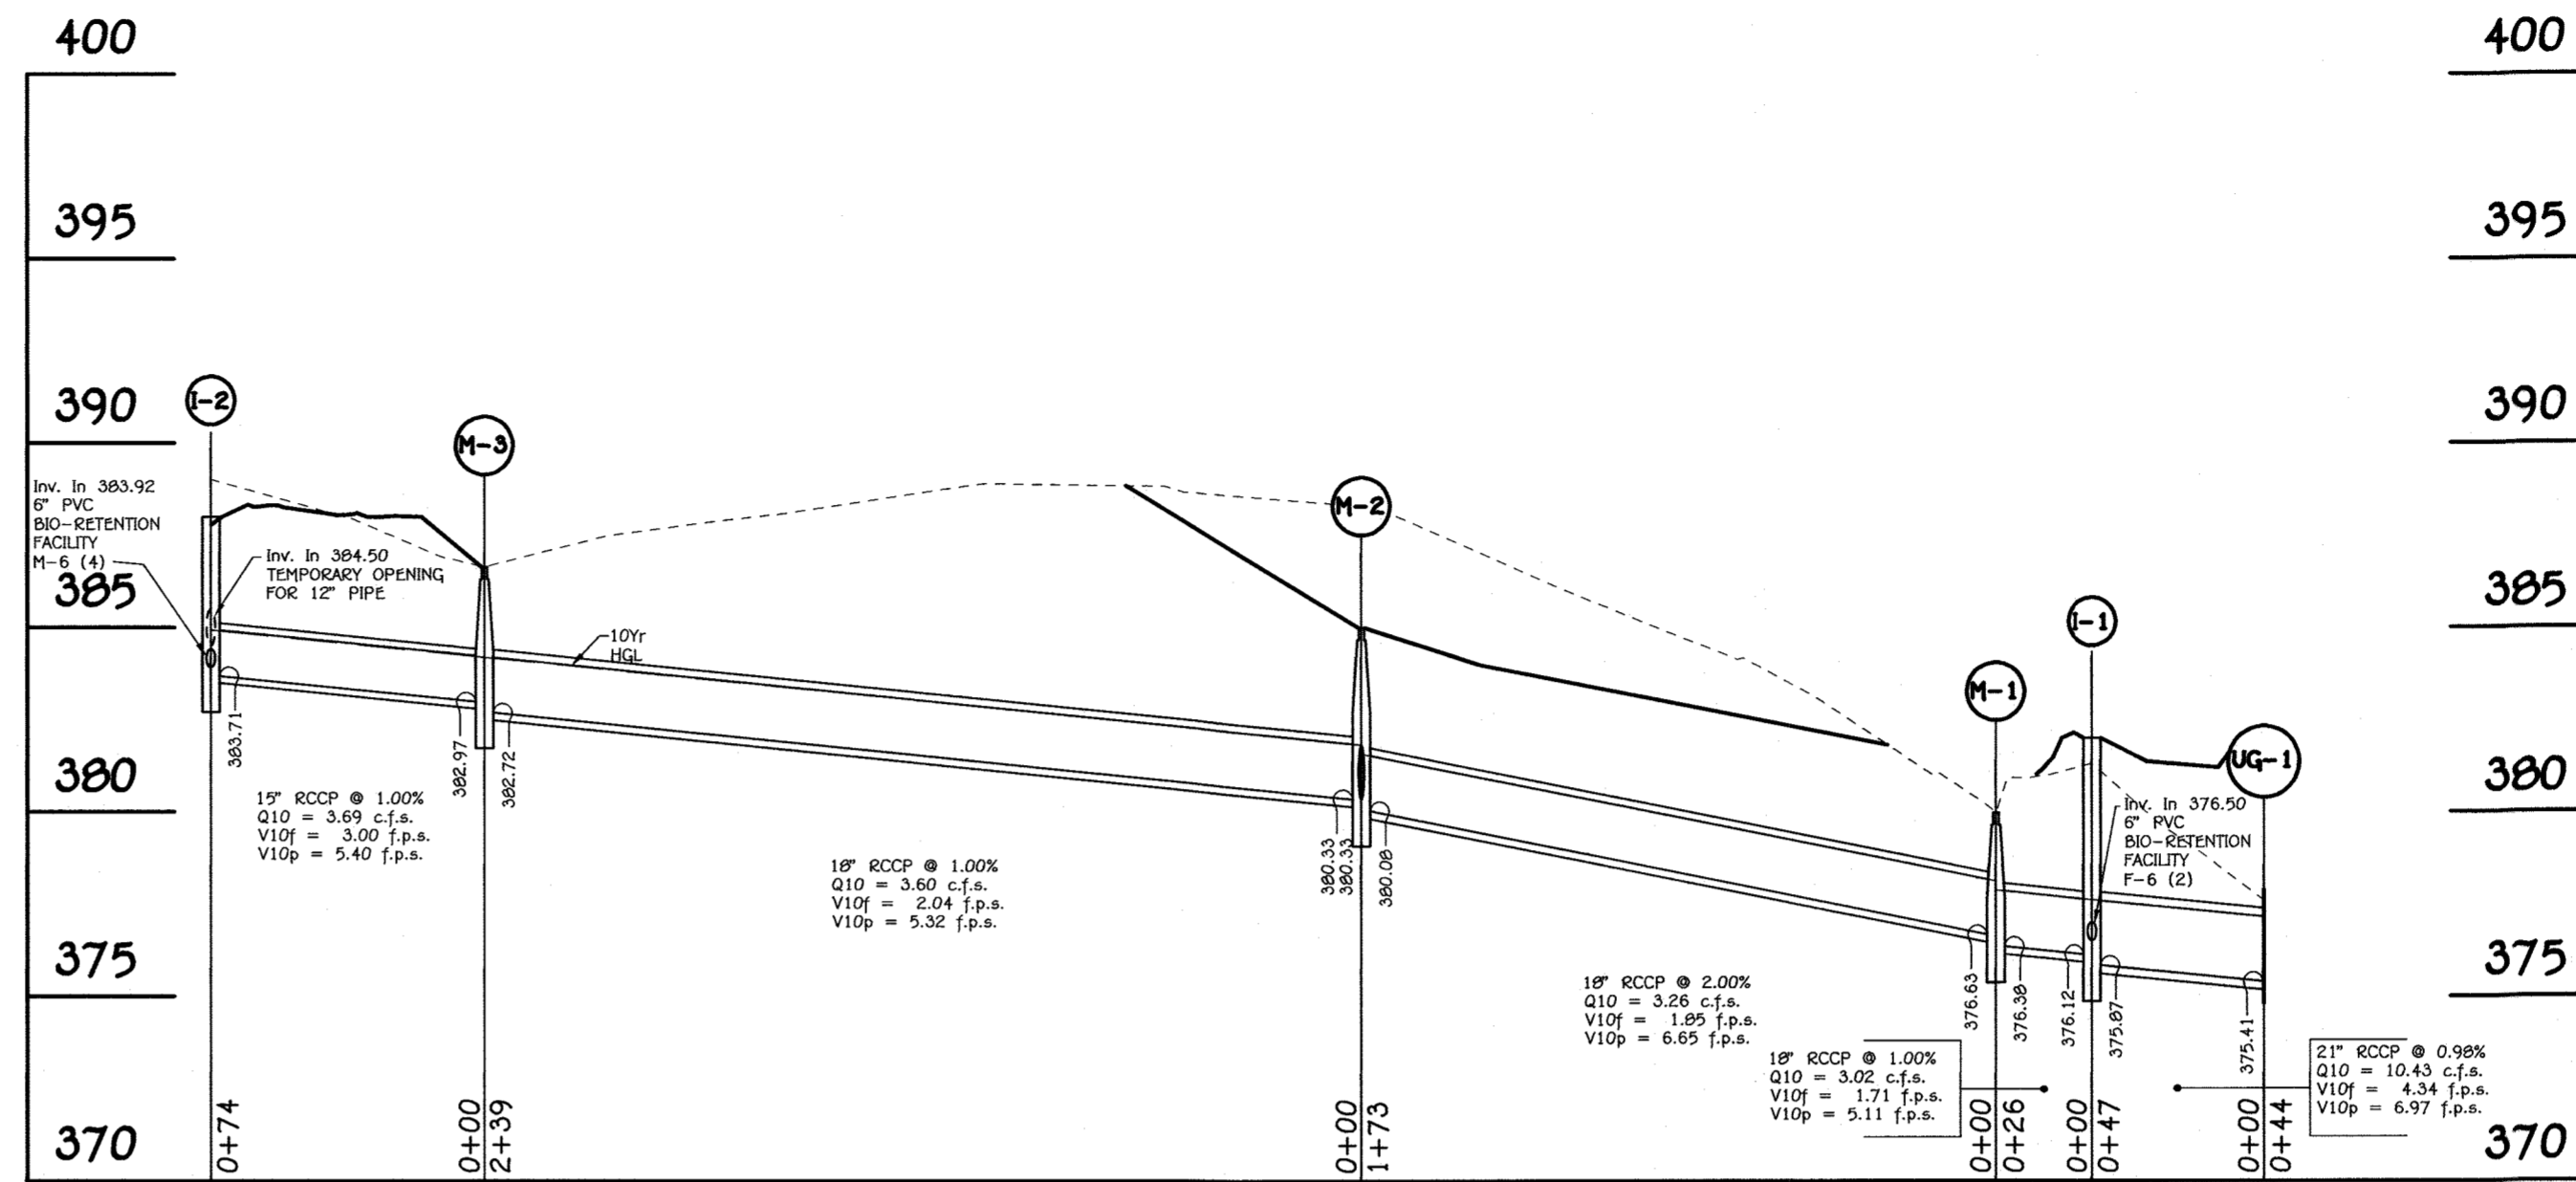 400
400
395
395
390
390
385
385
380
380
375
375
370
370
I-2
M-3
M-2
M-1
I-1
UG-1
Inv. In 383.92
6" PVC
BIO-RETENTION
FACILITY
M-6 (4)
Inv. In 384.50
TEMPORARY OPENING
FOR 12" PIPE
10Yr
HGL
383.71
382.97
382.72
380.33
380.33
380.08
376.63
376.38
376.12
375.87
375.41
15" RCCP @ 1.00%
Q10 = 3.69 c.f.s.
V10f = 3.00 f.p.s.
V10p = 5.40 f.p.s.
18" RCCP @ 1.00%
Q10 = 3.60 c.f.s.
V10f = 2.04 f.p.s.
V10p = 5.32 f.p.s.
18" RCCP @ 2.00%
Q10 = 3.26 c.f.s.
V10f = 1.85 f.p.s.
V10p = 6.65 f.p.s.
18" RCCP @ 1.00%
Q10 = 3.02 c.f.s.
V10f = 1.71 f.p.s.
V10p = 5.11 f.p.s.
Inv. In 376.50
6" PVC
BIO-RETENTION
FACILITY
F-6 (2)
21" RCCP @ 0.98%
Q10 = 10.43 c.f.s.
V10f = 4.34 f.p.s.
V10p = 6.97 f.p.s.
0+74
0+00
2+39
0+00
1+73
0+00
0+26
0+00
0+47
0+00
0+44